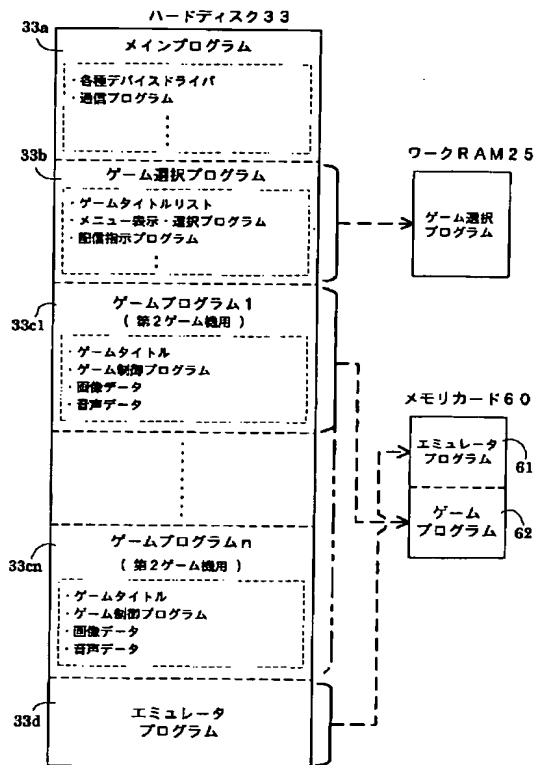 ハードディスク33
33a
メインプログラム
・各種デバイスドライバ
・通信プログラム
33b
ゲーム選択プログラム
・ゲームタイトルリスト
・メニュー表示・選択プログラム
・配信指示プログラム
ワークRAM25
ゲーム選択
プログラム
33c1
ゲームプログラム1
(第2ゲーム機用)
・ゲームタイトル
・ゲーム制御プログラム
・画像データ
・音声データ
メモリカード60
エミュレータ
プログラム
61
ゲーム
プログラム
62
33cn
ゲームプログラムn
(第2ゲーム機用)
・ゲームタイトル
・ゲーム制御プログラム
・画像データ
・音声データ
33d
エミュレータ
プログラム